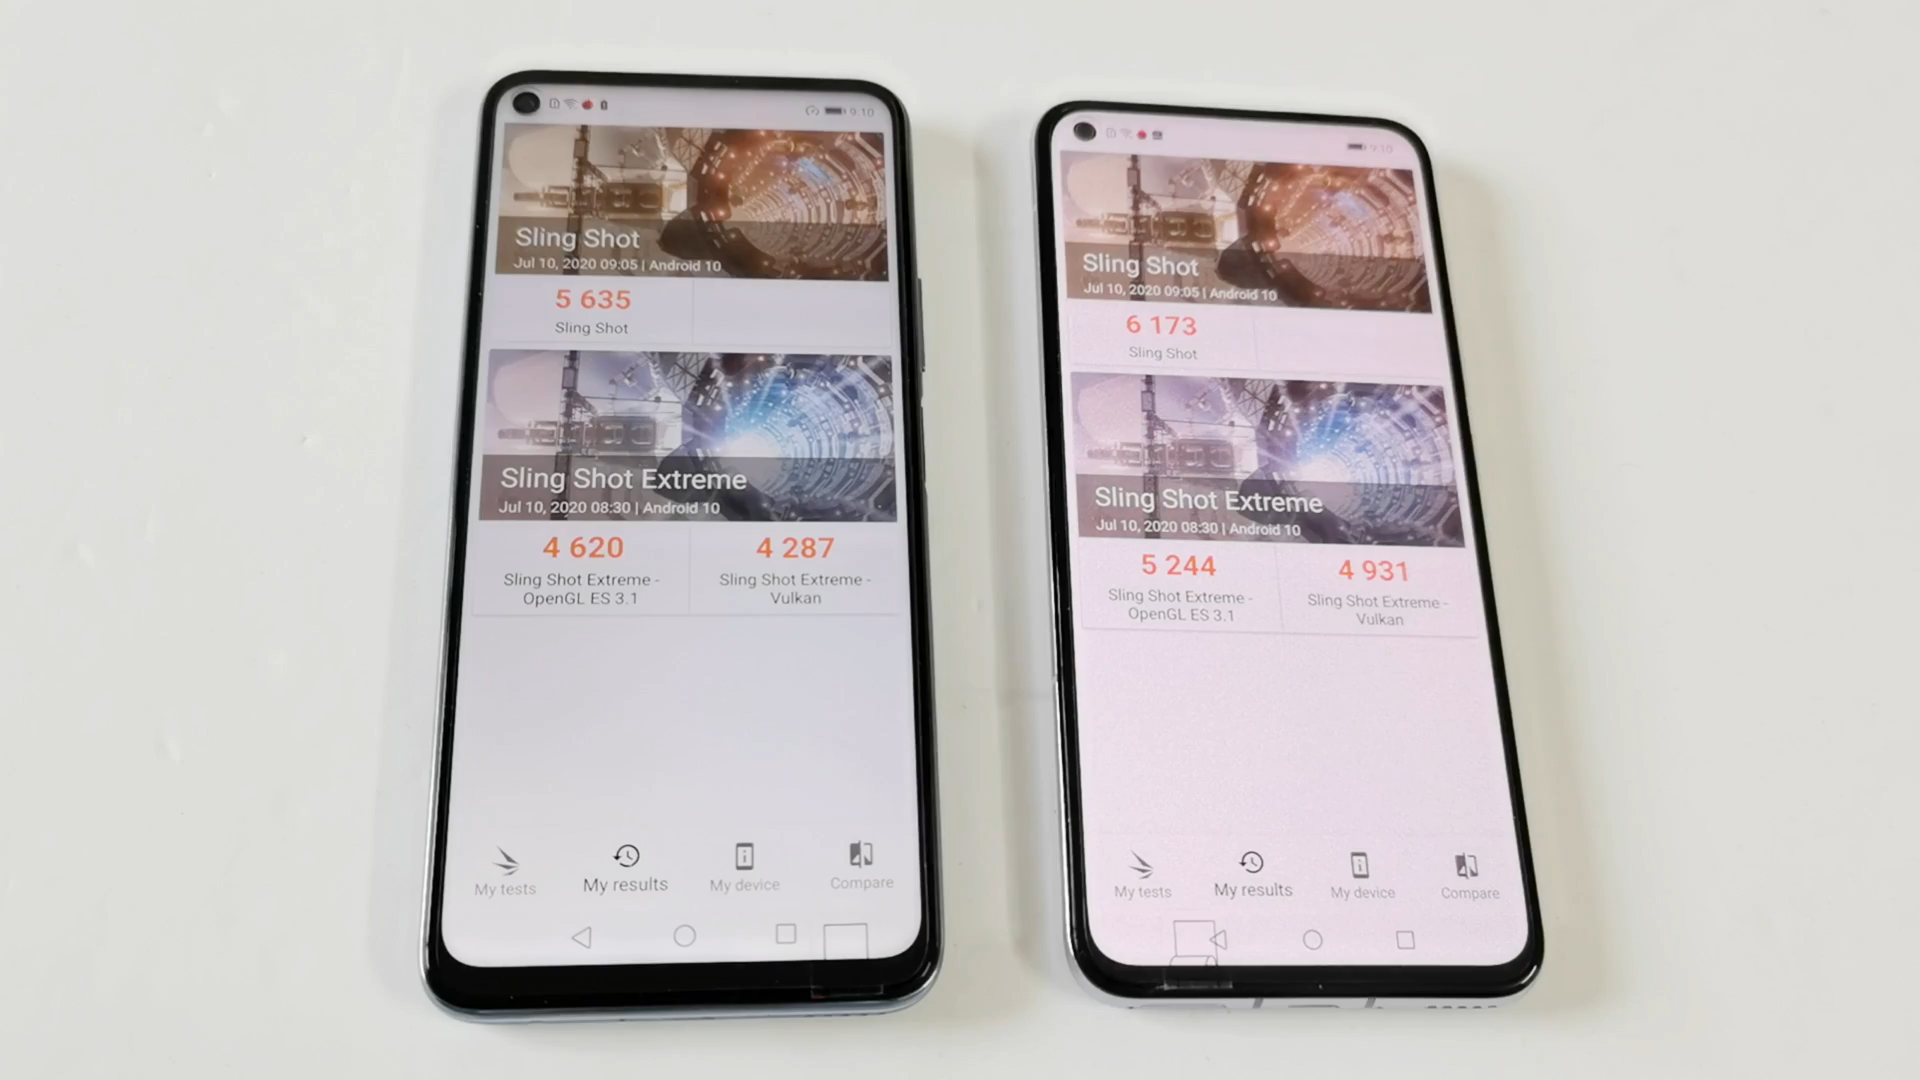 9:10
Sling Shot
Jul 10, 2020 09:05 | Android 10
5 635
Sling Shot
Sling Shot Extreme
Jul 10, 2020 08:30 | Android 10
4 620
Sling Shot Extreme -
OpenGL ES 3.1
4 287
Sling Shot Extreme -
Vulkan
My tests
My results
My device
Compare
9:10
Sling Shot
Jul 10, 2020 09:05 | Android 10
6 173
Sling Shot
Sling Shot Extreme
Jul 10, 2020 08:30 | Android 10
5 244
Sling Shot Extreme -
OpenGL ES 3.1
4 931
Sling Shot Extreme -
Vulkan
My tests
My results
My device
Compare